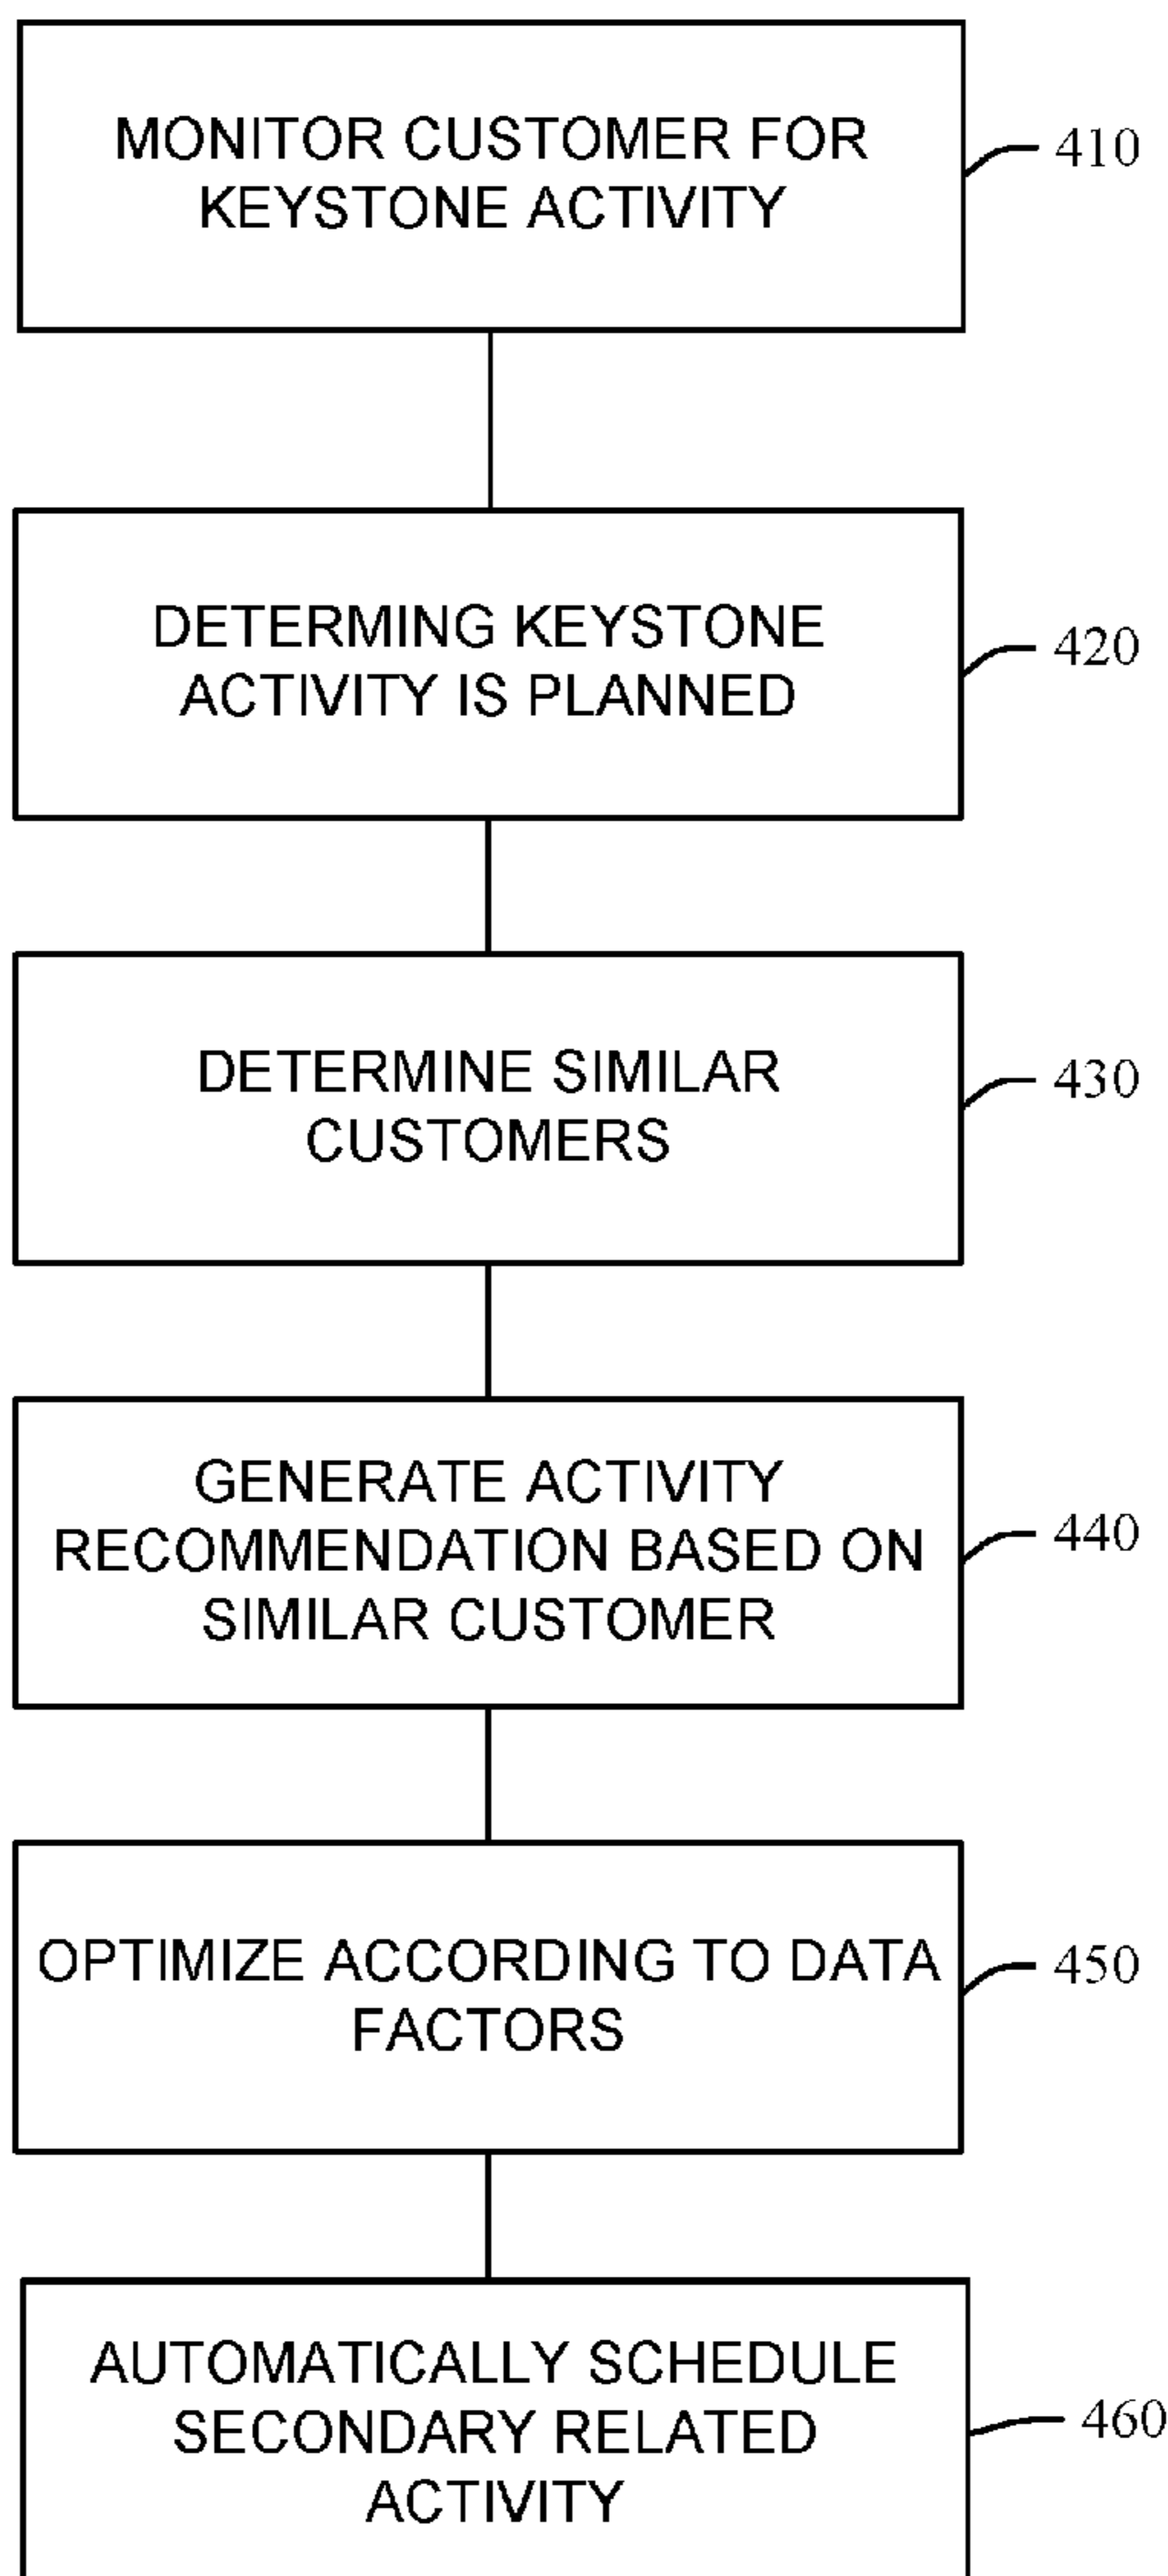 MONITOR CUSTOMER FOR
KEYSTONE ACTIVITY
410
DETERMING KEYSTONE
ACTIVITY IS PLANNED
420
DETERMINE SIMILAR
CUSTOMERS
430
GENERATE ACTIVITY
RECOMMENDATION BASED ON
SIMILAR CUSTOMER
440
OPTIMIZE ACCORDING TO DATA
FACTORS
450
AUTOMATICALLY SCHEDULE
SECONDARY RELATED
ACTIVITY
460